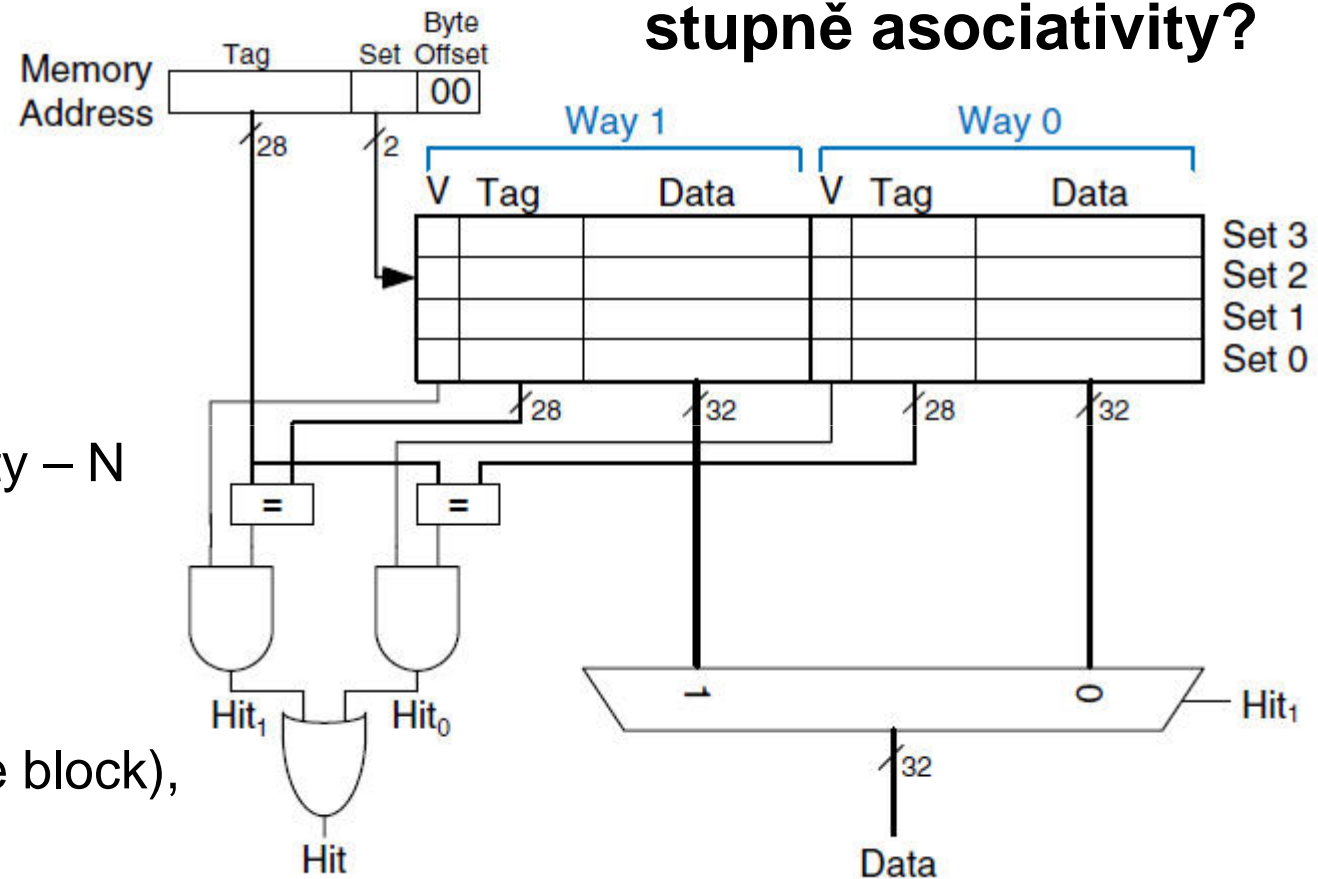 stupně asociativity?
Byte
Tag Set Offset
Memory
Address
00
28 2
Way 1 Way 0
V Tag Data V Tag Data
Set 3
Set 2
Set 1
Set 0
28 32 28 32
ty – N
= =
1 0
Hit₁ Hit₀ Hit₁
e block),
32
Hit Data